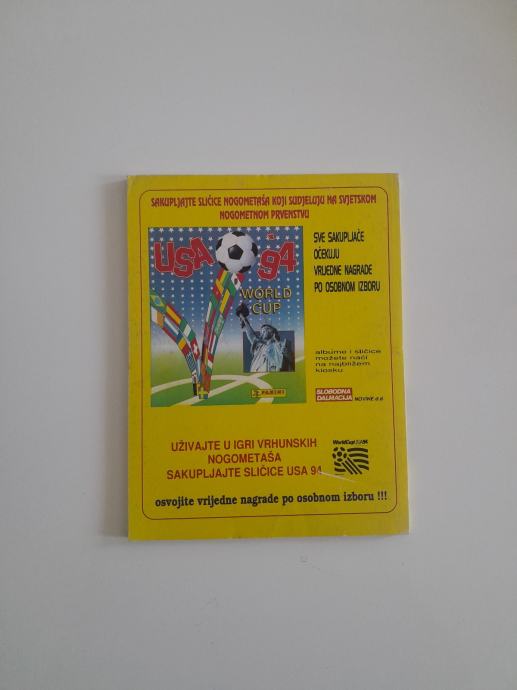 SAKUPLJAJTE SLIČICE NOGOMETAŠA KOJI SUDJELUJU NA SVJETSKOM
NOGOMETNOM PRVENSTVU
USA 94
WORLD
CUP
PANINI
SVE SAKUPLJAČE
OČEKUJU
VRIJEDNE NAGRADE
PO OSOBNOM IZBORU
albume i sličice
možete naći
na najbližem
kiosku
SLOBODNA
DALMACIJA NOVINE d.d
UŽIVAJTE U IGRI VRHUNSKIH
NOGOMETAŠA
SAKUPLJAJTE SLIČICE USA 94
WorldCupUSA94
osvojite vrijedne nagrade po osobnom izboru !!!